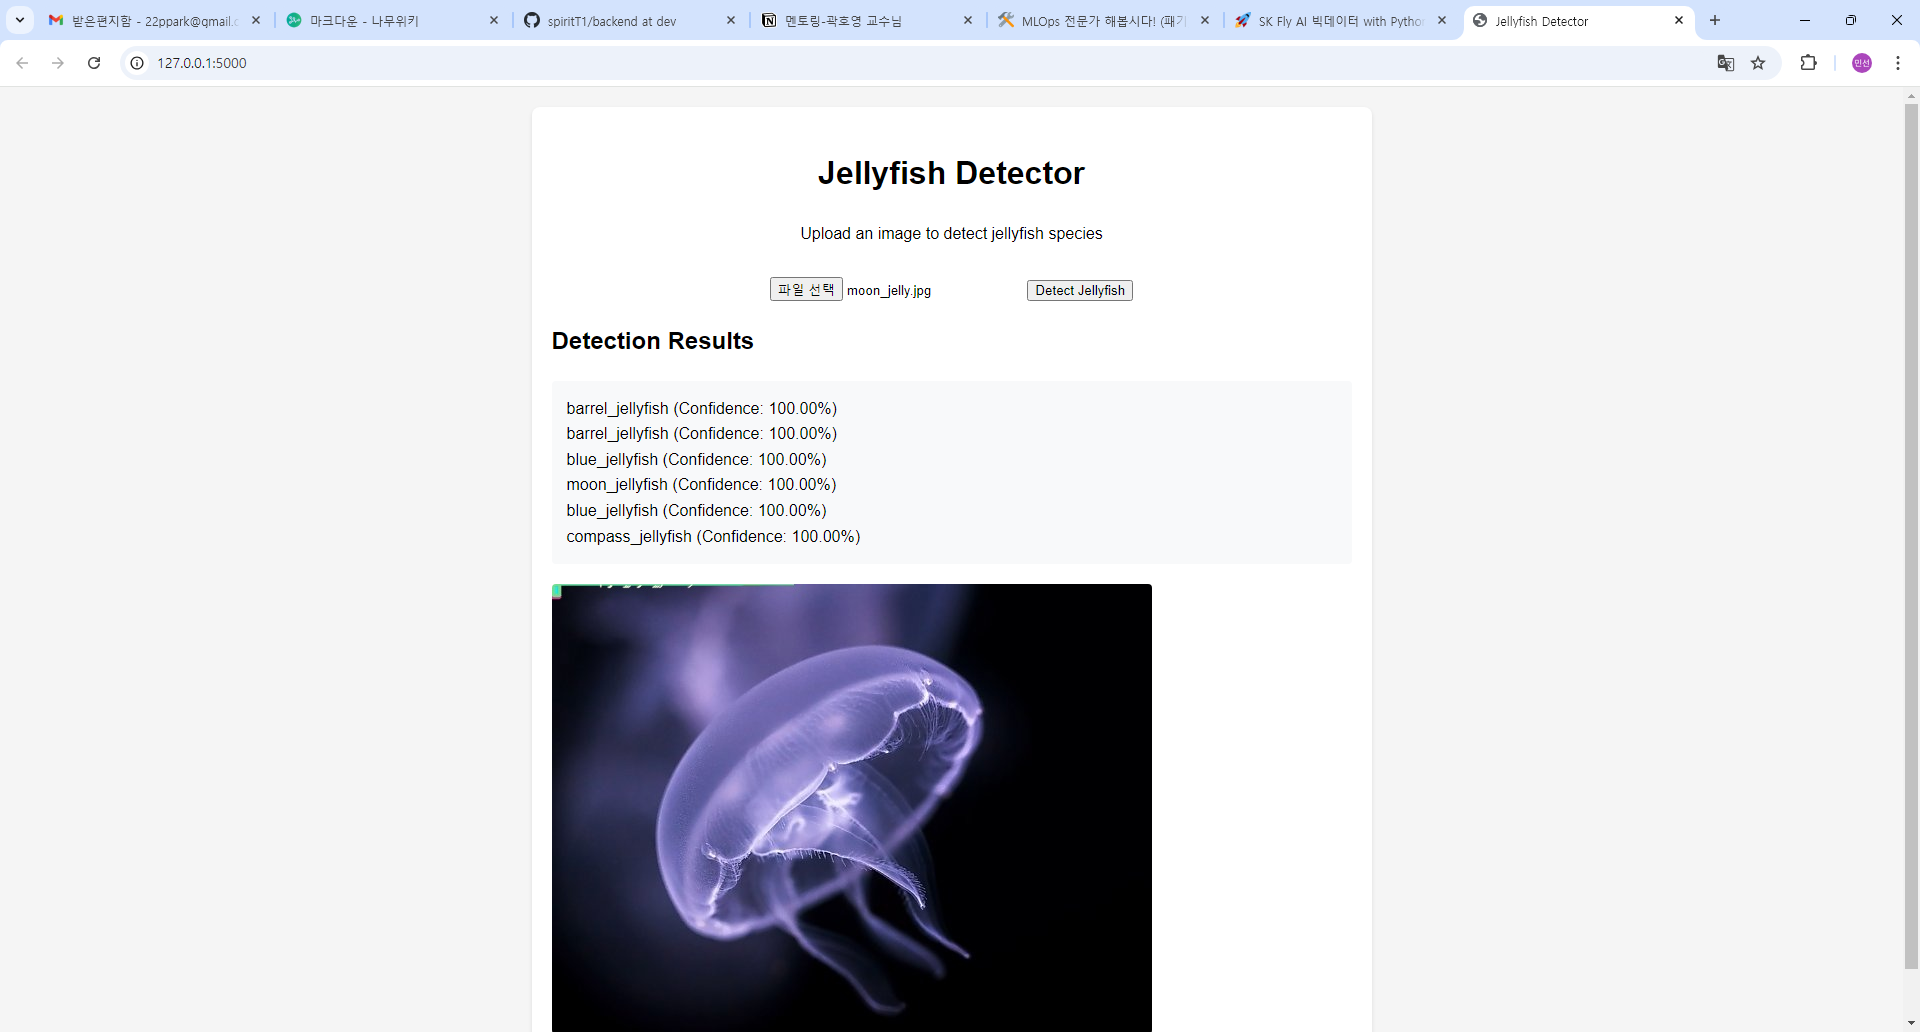 받은편지함 - 22ppark@gmail.c
마크다운 - 나무위키
spiritT1/backend at dev
멘토링-곽호영 교수님
MLOps 전문가 해봅시다! (패기
SK Fly AI 빅데이터 with Pytho
Jellyfish Detector
127.0.0.1:5000
민선
Jellyfish Detector
Upload an image to detect jellyfish species
파일 선택 moon_jelly.jpg
Detect Jellyfish
Detection Results
barrel_jellyfish (Confidence: 100.00%)
barrel_jellyfish (Confidence: 100.00%)
blue_jellyfish (Confidence: 100.00%)
moon_jellyfish (Confidence: 100.00%)
blue_jellyfish (Confidence: 100.00%)
compass_jellyfish (Confidence: 100.00%)